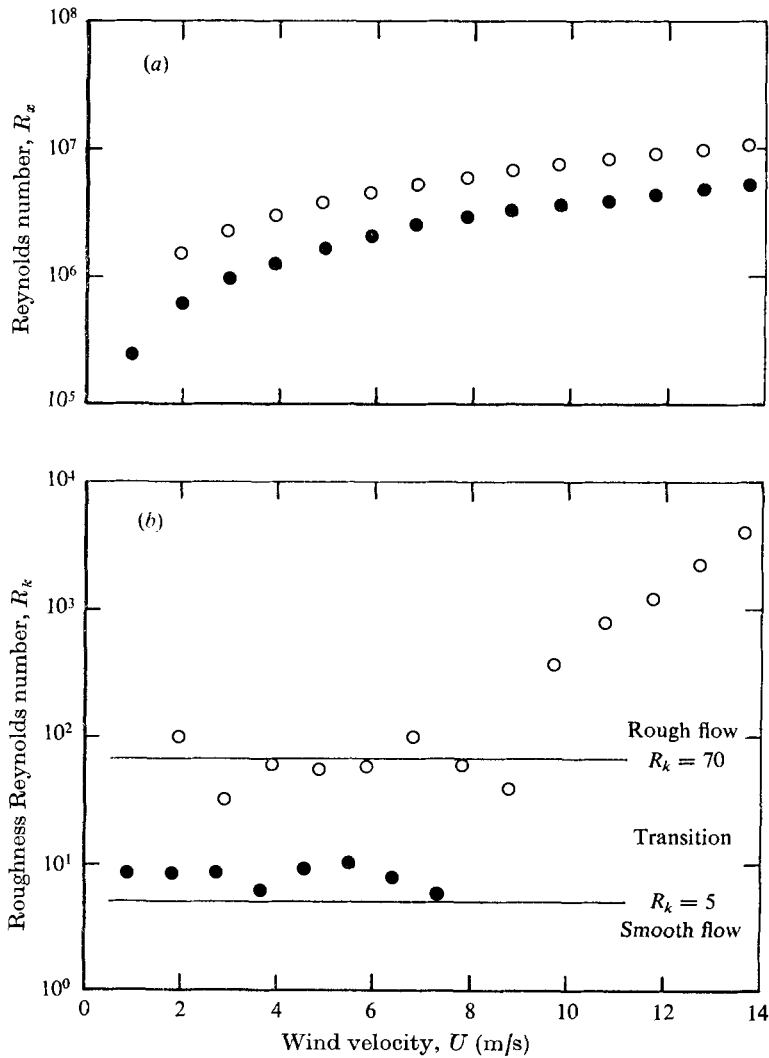 10⁸
(a)
10⁷
10⁶
10⁵
Reynolds number, Rₓ
10⁴
(b)
10³
10²
10¹
10⁰
Roughness Reynolds number, Rₖ
Rough flow
Rₖ = 70
Transition
Rₖ = 5
Smooth flow
0 2 4 6 8 10 12 14
Wind velocity, U (m/s)